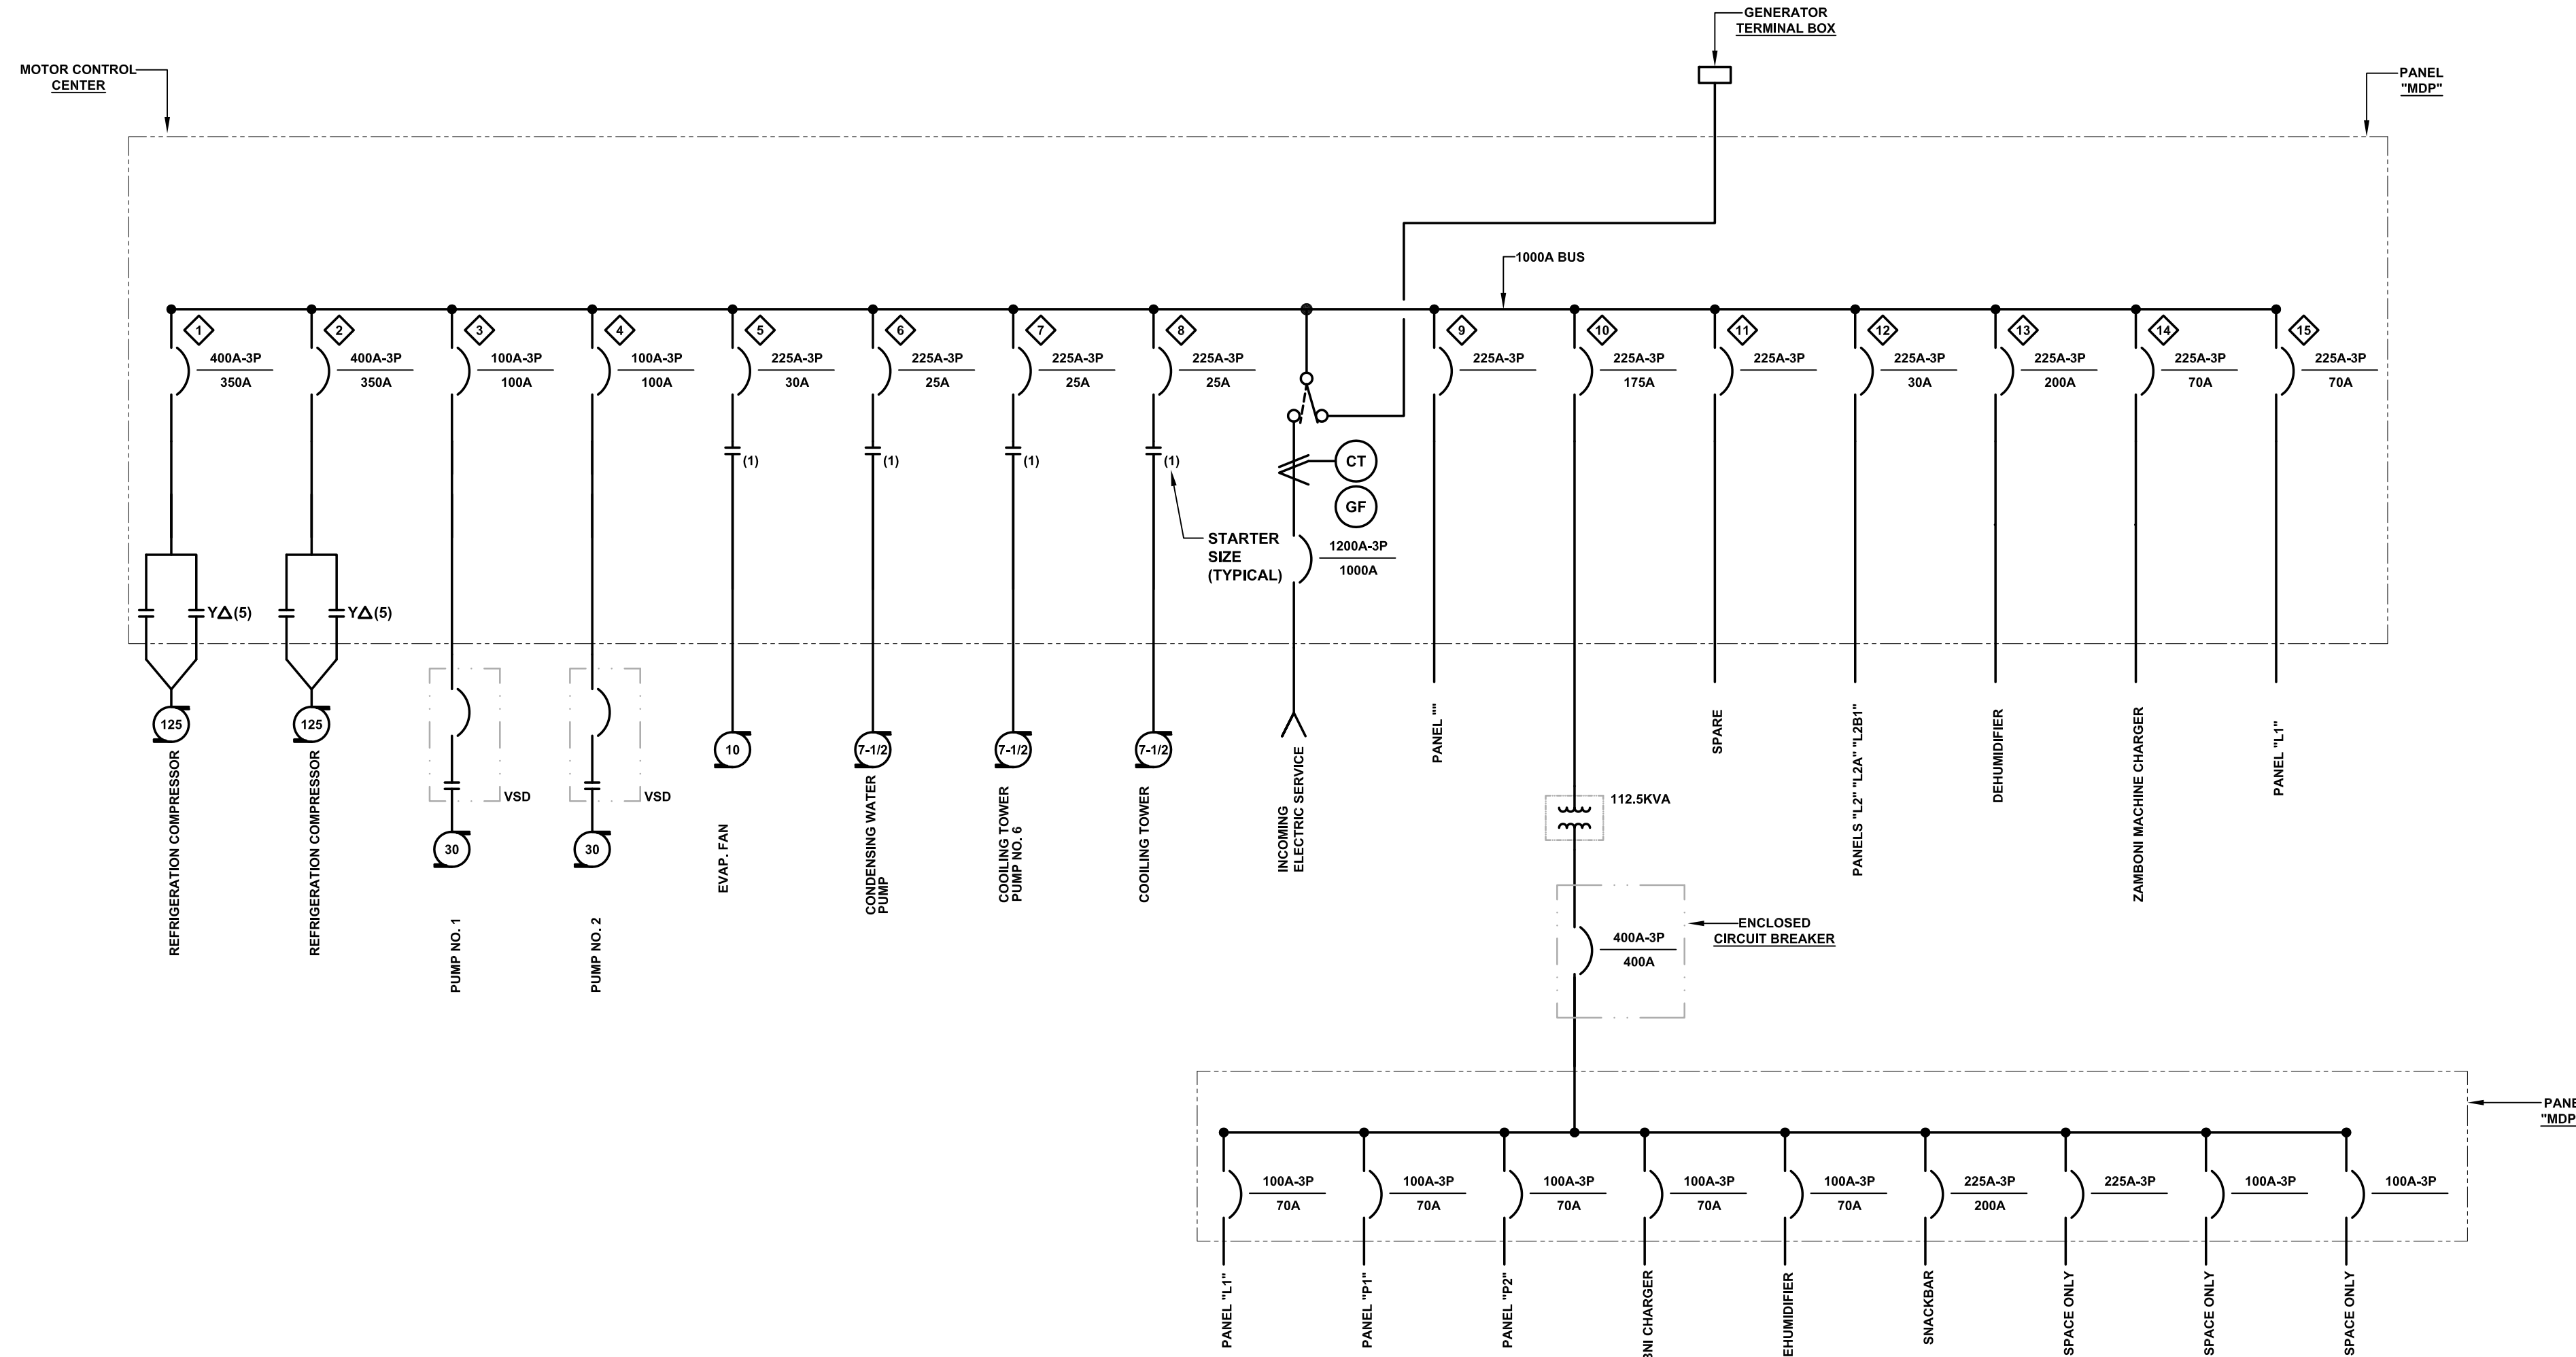 GENERATOR
TERMINAL BOX
MOTOR CONTROL
CENTER
PANEL
"MDP"
1000A BUS
1
400A-3P
350A
2
400A-3P
350A
3
100A-3P
100A
4
100A-3P
100A
5
225A-3P
30A
6
225A-3P
25A
7
225A-3P
25A
8
225A-3P
25A
9
225A-3P
10
225A-3P
175A
11
225A-3P
12
225A-3P
30A
13
225A-3P
200A
14
225A-3P
70A
15
225A-3P
70A
(1)
(1)
(1)
(1)
CT
GF
STARTER
SIZE
(TYPICAL)
1200A-3P
1000A
Y△(5)
Y△(5)
125
REFRIGERATION COMPRESSOR
125
REFRIGERATION COMPRESSOR
VSD
30
PUMP NO. 1
VSD
30
PUMP NO. 2
10
EVAP. FAN
7-1/2
CONDENSING WATER
PUMP
7-1/2
COOILING TOWER
PUMP NO. 6
7-1/2
COOILING TOWER
INCOMING
ELECTRIC SERVICE
PANEL ""
112.5KVA
SPARE
PANELS "L2" "L2A" "L2B1"
DEHUMIDIFIER
ZAMBONI MACHINE CHARGER
PANEL "L1"
ENCLOSED
CIRCUIT BREAKER
400A-3P
400A
"MDP
100A-3P
70A
100A-3P
70A
100A-3P
70A
100A-3P
70A
100A-3P
70A
225A-3P
200A
225A-3P
100A-3P
100A-3P
PANEL "L1"
PANEL "P1"
PANEL "P2"
CHARGER
EHUMIDIFIER
SNACKBAR
SPACE ONLY
SPACE ONLY
SPACE ONLY